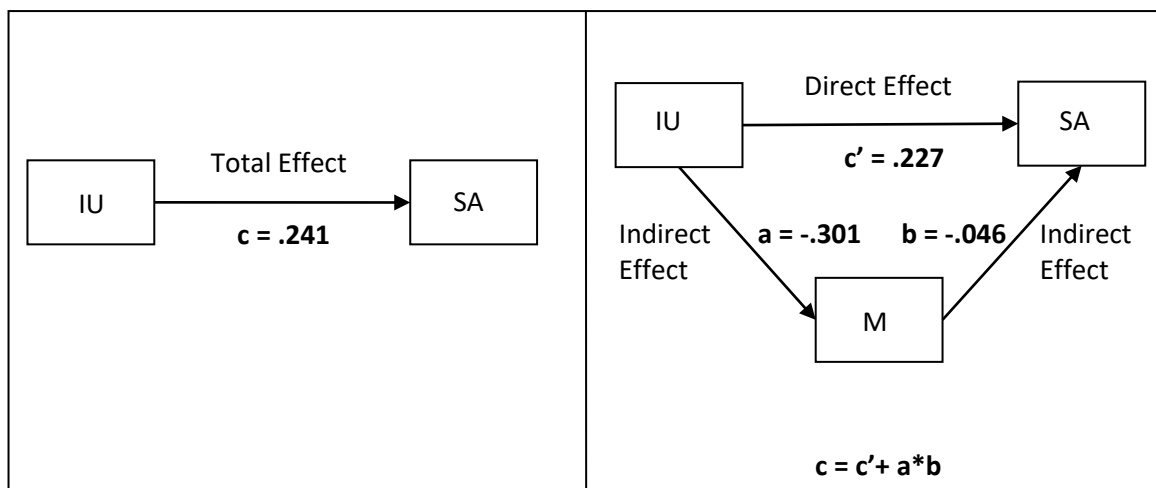 Total Effect
IU
SA
c = .241
Direct Effect
IU
SA
c’ = .227
Indirect
Effect
a = -.301
b = -.046
Indirect
Effect
M
c = c’+ a*b